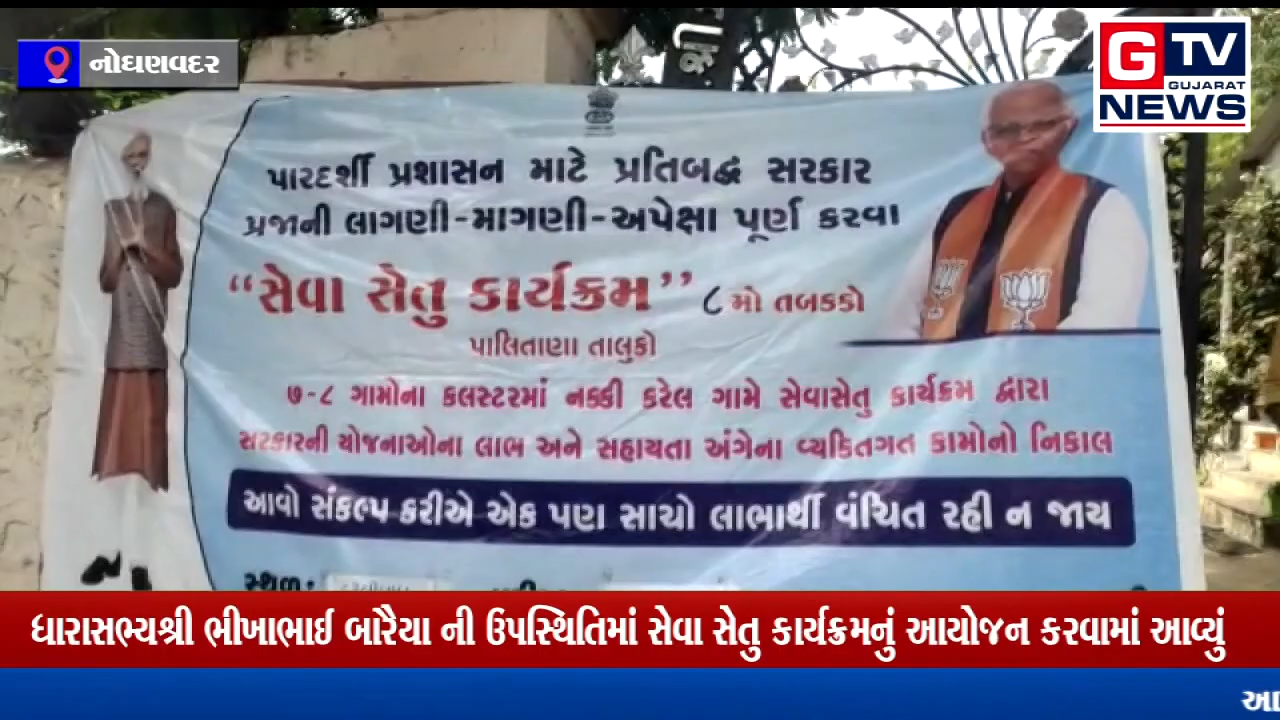 નોઘણવદર
G TV
GUJARAT
NEWS
પારદર્શી પ્રશાસન માટે પ્રતિબદ્ધ સરકાર
પ્રજાની લાગણી-માગણી-અપેક્ષા પૂર્ણ કરવા
“સેવા સેતુ કાર્યક્રમ” ૮ મો તબક્કો
પાલિતાણા તાલુકો
૭-૮ ગામોના કલસ્ટરમાં નક્કી કરેલ ગામે સેવાસેતુ કાર્યક્રમ દ્વારા
સરકારની યોજનાઓના લાભ અને સહાયતા અંગેના વ્યકિતગત કામોનો નિકાલ
આવો સંકલ્પ કરીએ એક પણ સાચો લાભાર્થી વંચિત રહી ન જાય
સ્થળ:
ધારાસભ્યશ્રી ભીખાભાઈ બારૈયા ની ઉપસ્થિતિમાં સેવા સેતુ કાર્યક્રમનું આયોજન કરવામાં આવ્યું